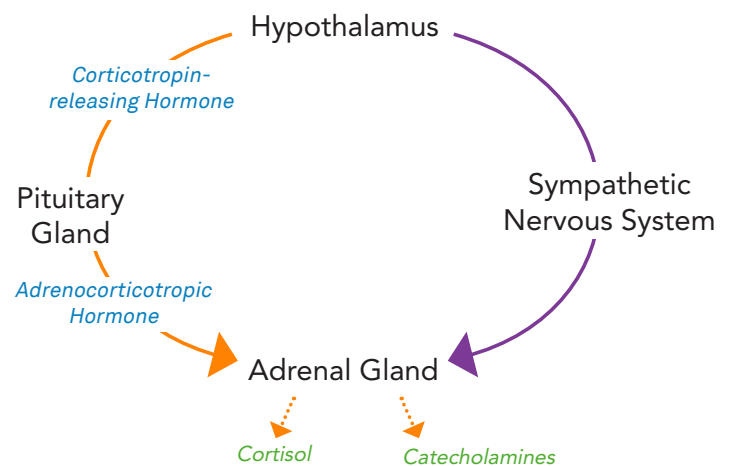 Hypothalamus
Corticotropin-
releasing Hormone
Pituitary
Gland
Sympathetic
Nervous System
Adrenocorticotropic
Hormone
Adrenal Gland
Cortisol
Catecholamines